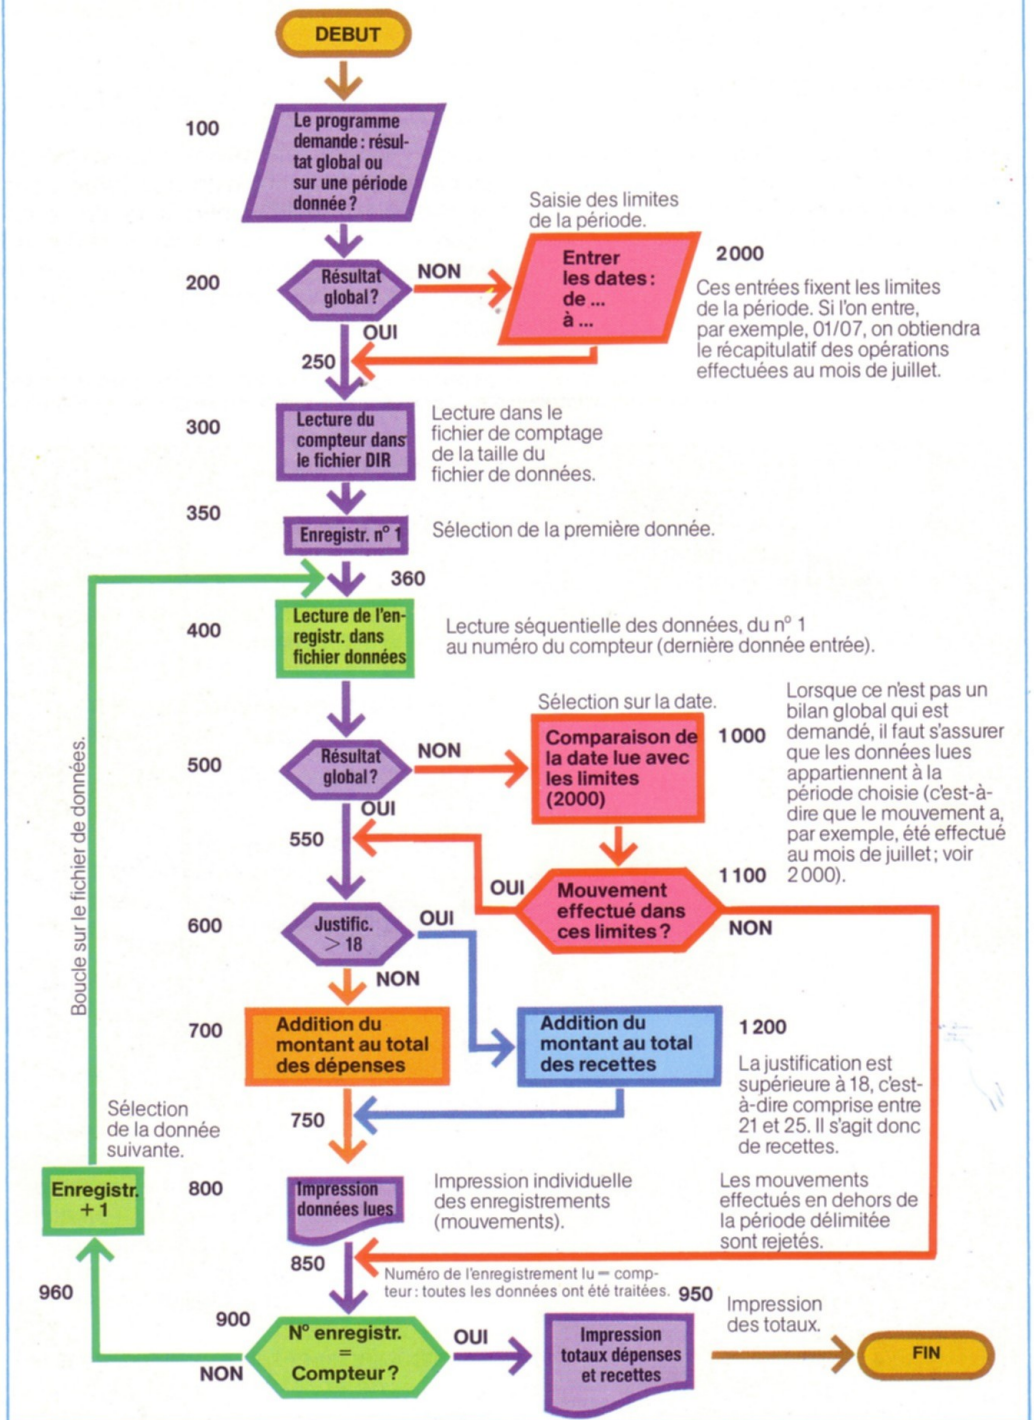 DEBUT
100
Le programme
demande : résul-
tat global ou
sur une période
donnée ?
Saisie des limites
de la période.
200
Résultat
global ?
NON
OUI
Entrer
les dates :
de ...
à ...
2000
Ces entrées fixent les limites
de la période. Si l'on entre,
par exemple, 01/07, on obtiendra
le récapitulatif des opérations
effectuées au mois de juillet.
250
300
Lecture du
compteur dans
le fichier DIR
Lecture dans le
fichier de comptage
de la taille du
fichier de données.
350
Enregistr. n° 1
Sélection de la première donnée.
360
400
Lecture de l'en-
registr. dans
fichier données
Lecture séquentielle des données, du n° 1
au numéro du compteur (dernière donnée entrée).
500
Résultat
global ?
NON
OUI
Sélection sur la date.
Comparaison de
la date lue avec
les limites
(2000)
1000
Lorsque ce n'est pas un
bilan global qui est
demandé, il faut s'assurer
que les données lues
appartiennent à la
période choisie (c'est-à-
dire que le mouvement a,
par exemple, été effectué
au mois de juillet ; voir
2000).
550
1100
OUI
Mouvement
effectué dans
ces limites ?
NON
600
Justific.
> 18
OUI
NON
700
Addition du
montant au total
des dépenses
Addition du
montant au total
des recettes
1200
La justification est
supérieure à 18, c'est-
à-dire comprise entre
21 et 25. Il s'agit donc
de recettes.
750
Boucle sur le fichier de données.
Sélection
de la donnée
suivante.
Enregistr.
+ 1
800
Impression
données lues
Impression individuelle
des enregistrements
(mouvements).
Les mouvements
effectués en dehors de
la période délimitée
sont rejetés.
850
Numéro de l'enregistrement lu = comp-
teur : toutes les données ont été traitées.
960
900
N° enregistr.
=
Compteur ?
NON
OUI
950
Impression
totaux dépenses
et recettes
Impression
des totaux.
FIN